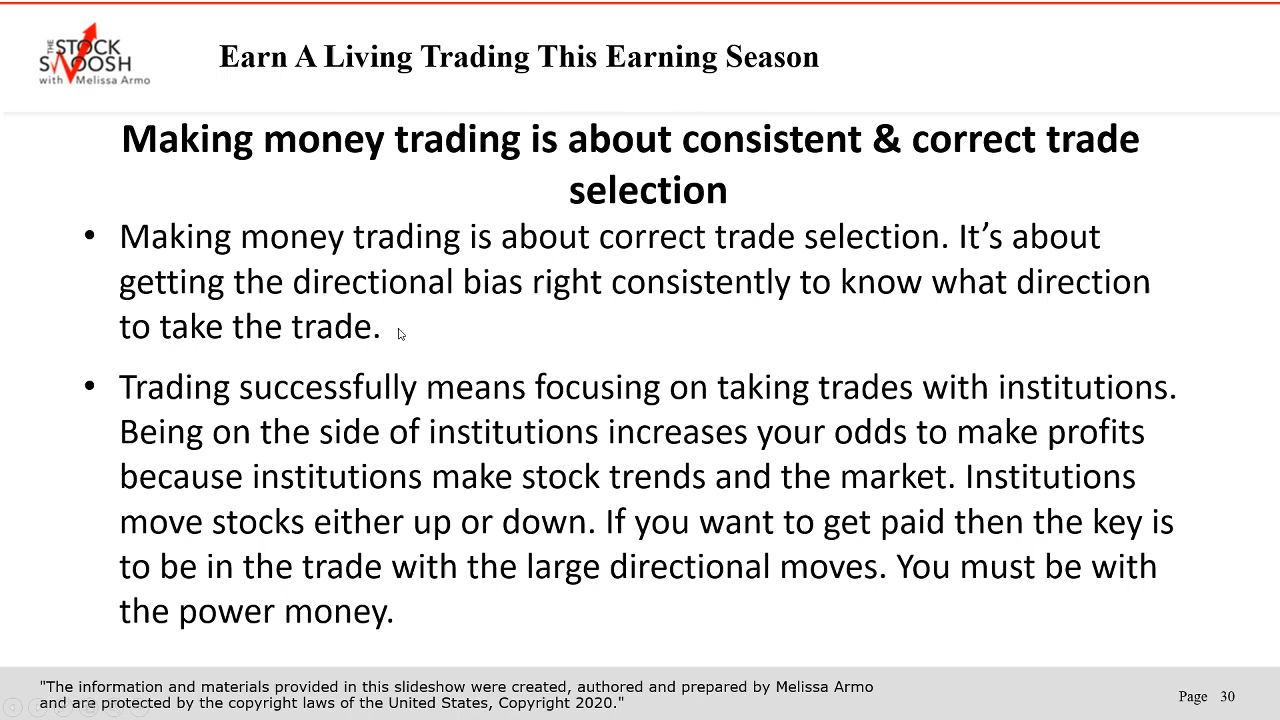 THE
STOCK
SWOOSH
with Melissa Armo
Earn A Living Trading This Earning Season
Making money trading is about consistent & correct trade
selection
• Making money trading is about correct trade selection. It’s about
getting the directional bias right consistently to know what direction
to take the trade.
• Trading successfully means focusing on taking trades with institutions.
Being on the side of institutions increases your odds to make profits
because institutions make stock trends and the market. Institutions
move stocks either up or down. If you want to get paid then the key is
to be in the trade with the large directional moves. You must be with
the power money.
"The information and materials provided in this slideshow were created, authored and prepared by Melissa Armo
and are protected by the copyright laws of the United States, Copyright 2020."
Page 30